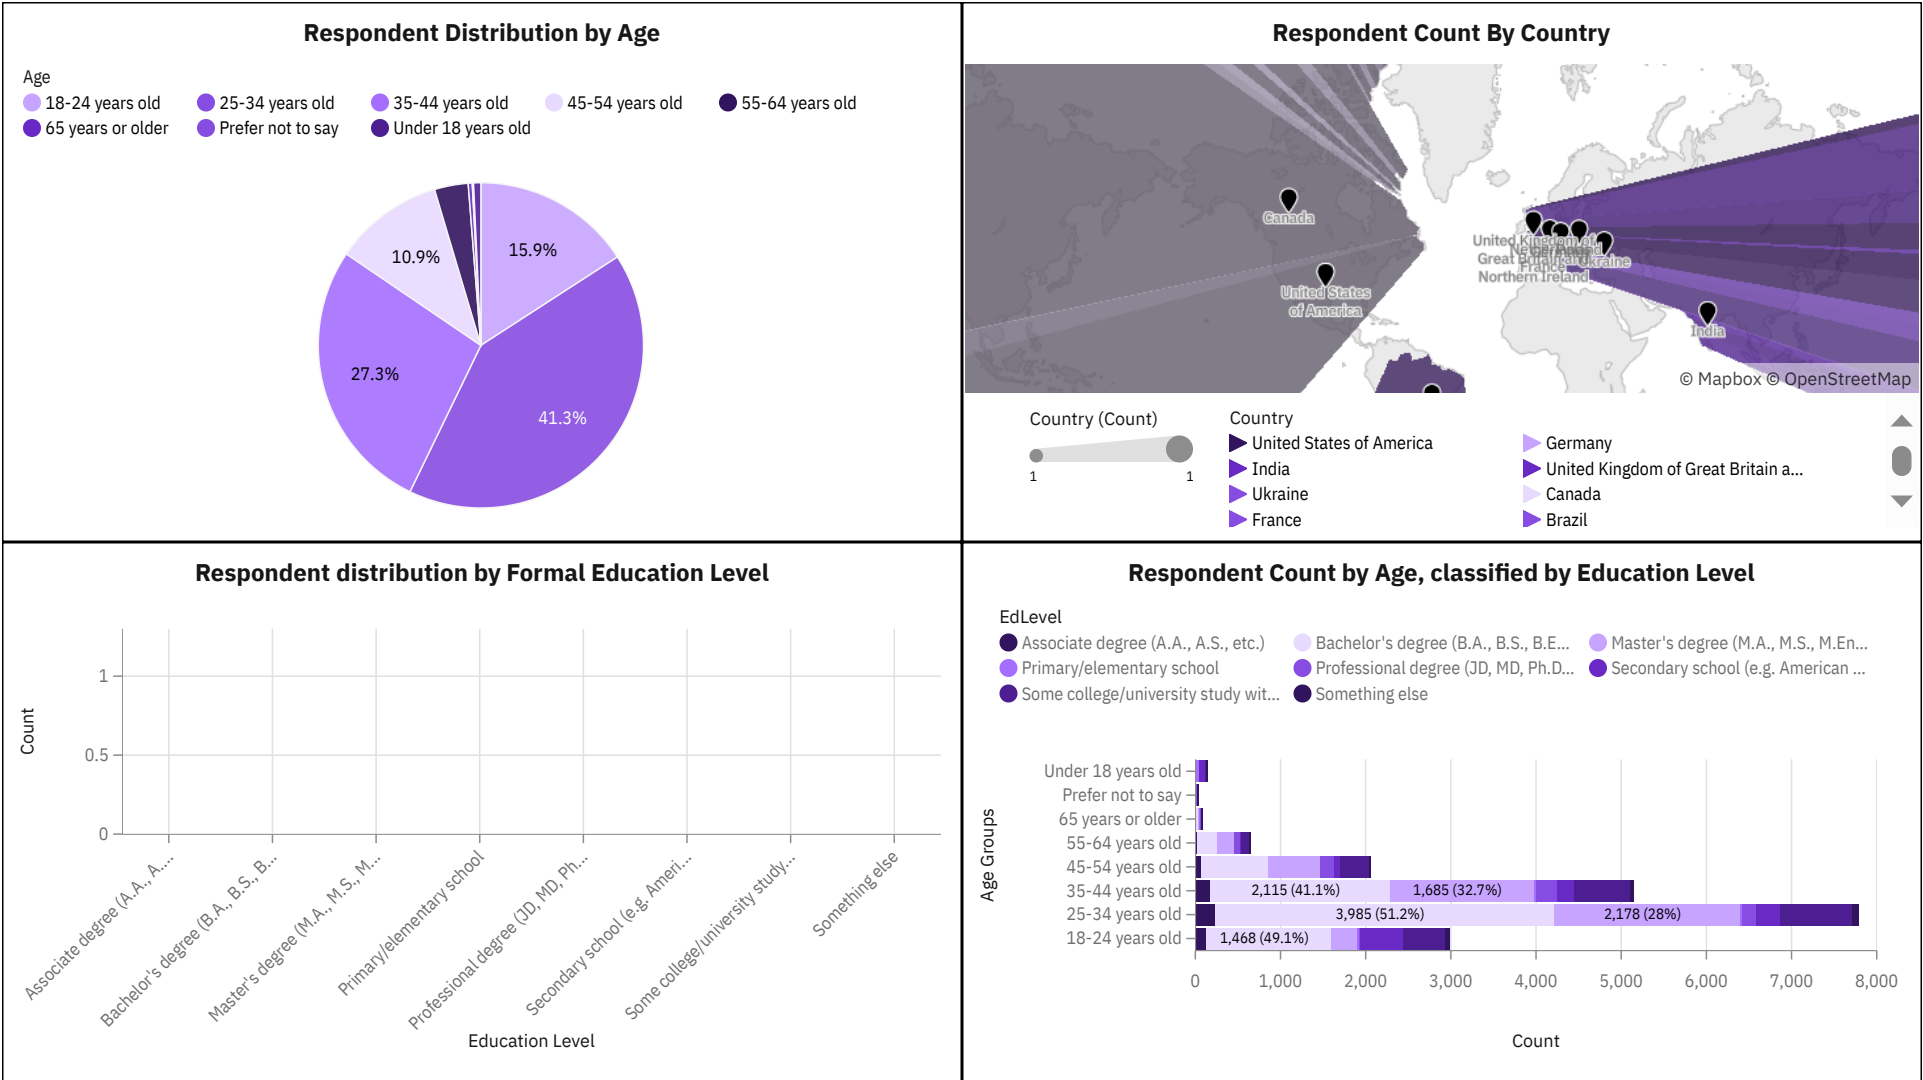 Respondent Distribution by Age
Age
18-24 years old
25-34 years old
35-44 years old
45-54 years old
55-64 years old
65 years or older
Prefer not to say
Under 18 years old
10.9%
15.9%
27.3%
41.3%
Respondent Count By Country
Canada
United States
of America
United Kingdom of
Great Britain and
Ukraine
France
Northern Ireland
India
© Mapbox © OpenStreetMap
Country (Count)
1
1
Country
United States of America
India
Ukraine
France
Germany
United Kingdom of Great Britain a...
Canada
Brazil
Respondent distribution by Formal Education Level
Count
1
0.5
0
Associate degree (A.A., A....
Bachelor's degree (B.A., B.S., B...
Master's degree (M.A., M.S., M...
Primary/elementary school
Professional degree (JD, MD, Ph...
Secondary school (e.g. Ameri...
Some college/university study...
Something else
Education Level
Respondent Count by Age, classified by Education Level
EdLevel
Associate degree (A.A., A.S., etc.)
Bachelor's degree (B.A., B.S., B.E...
Master's degree (M.A., M.S., M.En...
Primary/elementary school
Professional degree (JD, MD, Ph.D...
Secondary school (e.g. American ...
Some college/university study wit...
Something else
Age Groups
Under 18 years old
Prefer not to say
65 years or older
55-64 years old
45-54 years old
35-44 years old
2,115 (41.1%)
1,685 (32.7%)
25-34 years old
3,985 (51.2%)
2,178 (28%)
18-24 years old
1,468 (49.1%)
0
1,000
2,000
3,000
4,000
5,000
6,000
7,000
8,000
Count